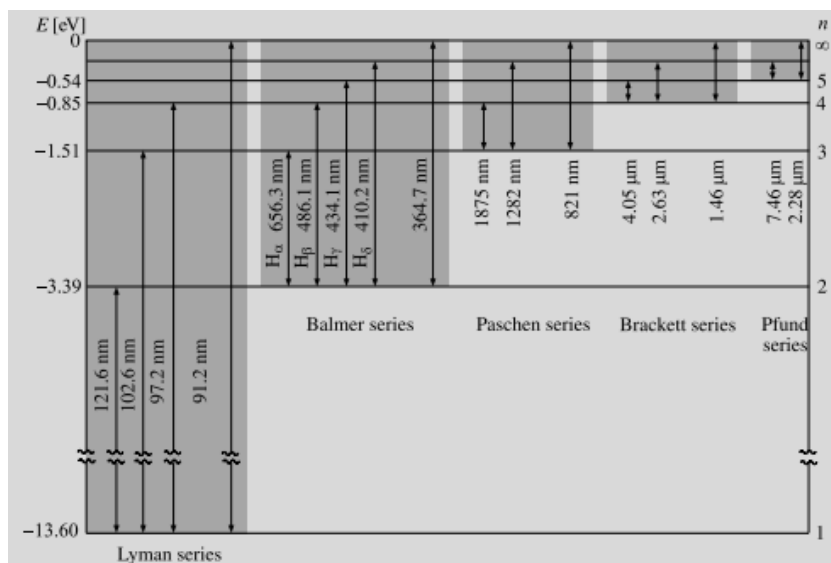 E [eV]
n
0
∞
−0.54
5
−0.85
4
−1.51
3
Hα 656.3 nm
Hβ 486.1 nm
Hγ 434.1 nm
Hδ 410.2 nm
364.7 nm
1875 nm
1282 nm
821 nm
4.05 μm
2.63 μm
1.46 μm
7.46 μm
2.28 μm
−3.39
2
Balmer series
Paschen series
Brackett series
Pfund
series
121.6 nm
102.6 nm
97.2 nm
91.2 nm
−13.60
1
Lyman series